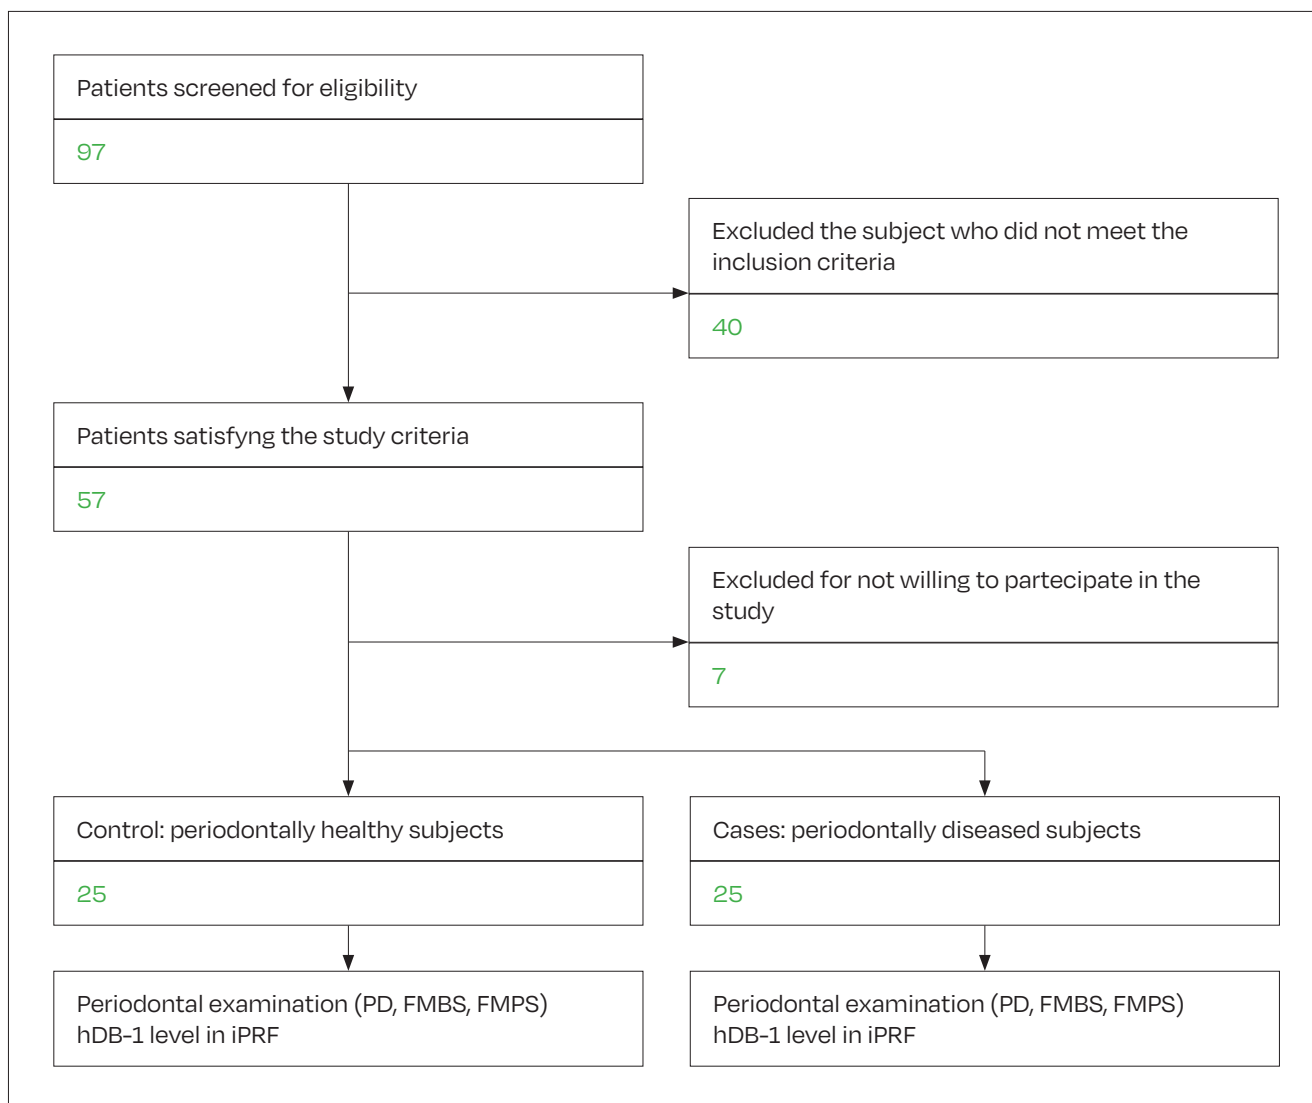 Patients screened for eligibility
97
Excluded the subject who did not meet the
inclusion criteria
40
Patients satisfyng the study criteria
57
Excluded for not willing to partecipate in the
study
7
Control: periodontally healthy subjects
25
Cases: periodontally diseased subjects
25
Periodontal examination (PD, FMBS, FMPS)
hDB-1 level in iPRF
Periodontal examination (PD, FMBS, FMPS)
hDB-1 level in iPRF